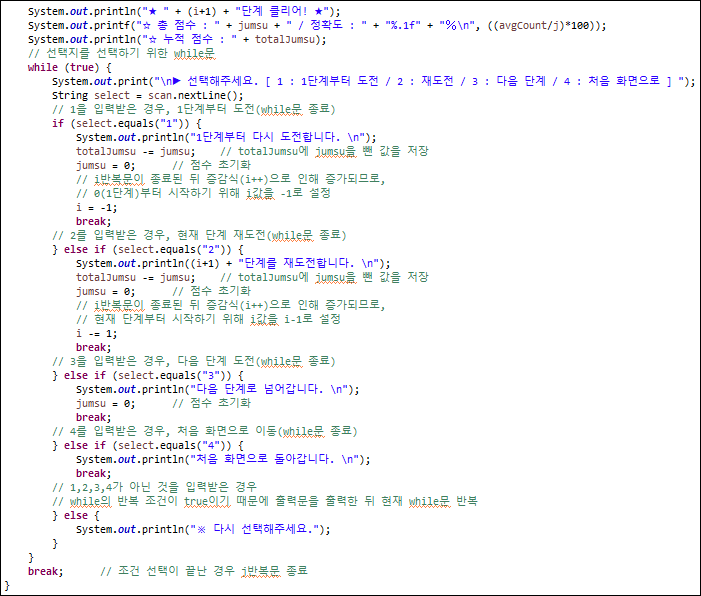 System.out.println("★ " + (i+1) + "단계 클리어! ★");
System.out.printf("☆ 총 점수 : " + jumsu + " / 정확도 : " + "%.1f" + "％\n", ((avgCount/j)*100));
System.out.println("☆ 누적 점수 : " + totalJumsu);
// 선택지를 선택하기 위한 while문
while (true) {
System.out.print("\n▶ 선택해주세요. [ 1 : 1단계부터 도전 / 2 : 재도전 / 3 : 다음 단계 / 4 : 처음 화면으로 ] ");
String select = scan.nextLine();
// 1을 입력받은 경우, 1단계부터 도전(while문 종료)
if (select.equals("1")) {
System.out.println("1단계부터 다시 도전합니다. \n");
totalJumsu -= jumsu; // totalJumsu에 jumsu을 뺀 값을 저장
jumsu = 0; // 점수 초기화
// i반복문이 종료된 뒤 증감식(i++)으로 인해 증가되므로,
// 0(1단계)부터 시작하기 위해 i값을 -1로 설정
i = -1;
break;
// 2를 입력받은 경우, 현재 단계 재도전(while문 종료)
} else if (select.equals("2")) {
System.out.println((i+1) + "단계를 재도전합니다. \n");
totalJumsu -= jumsu; // totalJumsu에 jumsu을 뺀 값을 저장
jumsu = 0; // 점수 초기화
// i반복문이 종료된 뒤 증감식(i++)으로 인해 증가되므로,
// 현재 단계부터 시작하기 위해 i값을 i-1로 설정
i -= 1;
break;
// 3를 입력받은 경우, 다음 단계 도전(while문 종료)
} else if (select.equals("3")) {
System.out.println("다음 단계로 넘어갑니다. \n");
jumsu = 0; // 점수 초기화
break;
// 4를 입력받은 경우, 처음 화면으로 이동(while문 종료)
} else if (select.equals("4")) {
System.out.println("처음 화면으로 돌아갑니다. \n");
break;
// 1,2,3,4가 아닌 것을 입력받은 경우
// while의 반복 조건이 true이기 때문에 출력문을 출력한 뒤 현재 while문 반복
} else {
System.out.println("※ 다시 선택해주세요.");
}
}
break; // 조건 선택이 끝난 경우 j반복문 종료
}